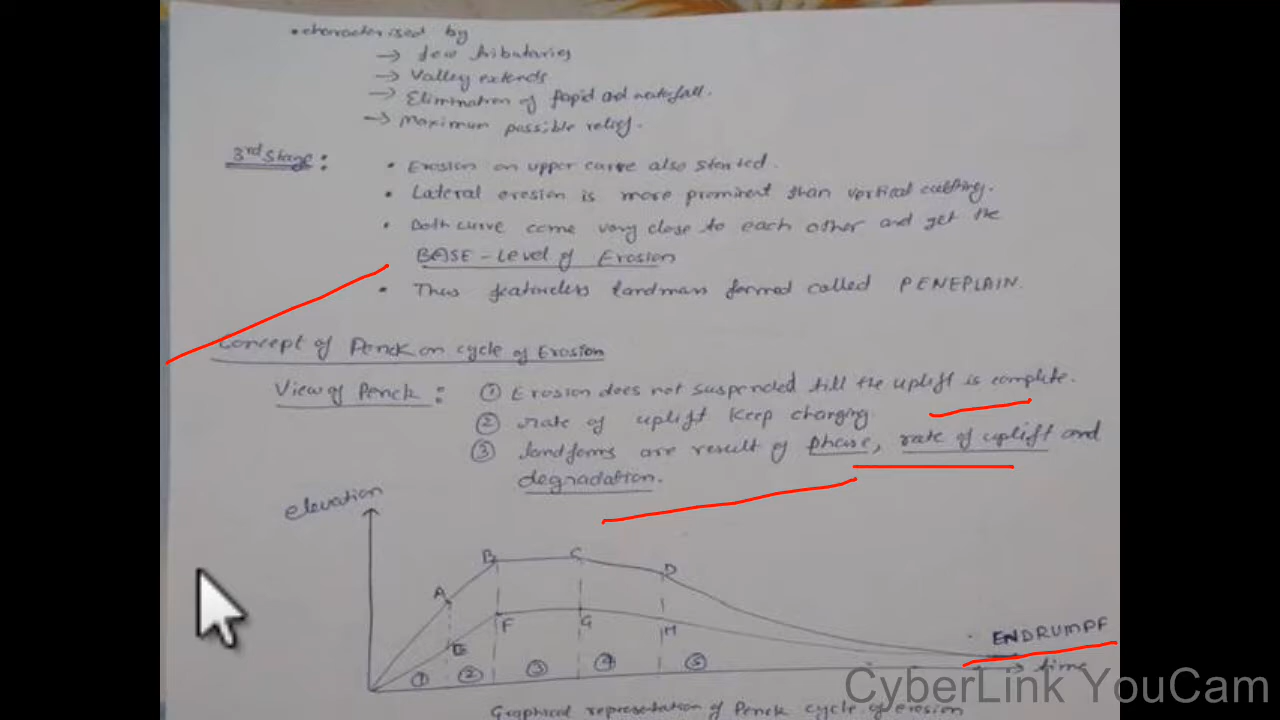 • characterised by
→ few tributaries
→ Valley extends
→ Elimination of Rapid and waterfall.
→ Maximum possible relief.
3rd Stage :
• Erosion on upper curve also started.
• Lateral erosion is more prominent than vertical cutting.
• Both curve come very close to each other and get the
BASE-Level of Erosion
• Thus featureless landmass formed called PENEPLAIN.
Concept of Penck on cycle of Erosion
View of Penck : ① Erosion does not suspended till the uplift is complete.
② rate of uplift keep changing
③ landforms are result of phase, rate of uplift and
degradation.
elevation
B C
A D
F G H
E
① ② ③ ④ ⑤
ENDRUMPF
→ time
Graphical representation of Penck cycle of erosion
CyberLink YouCam